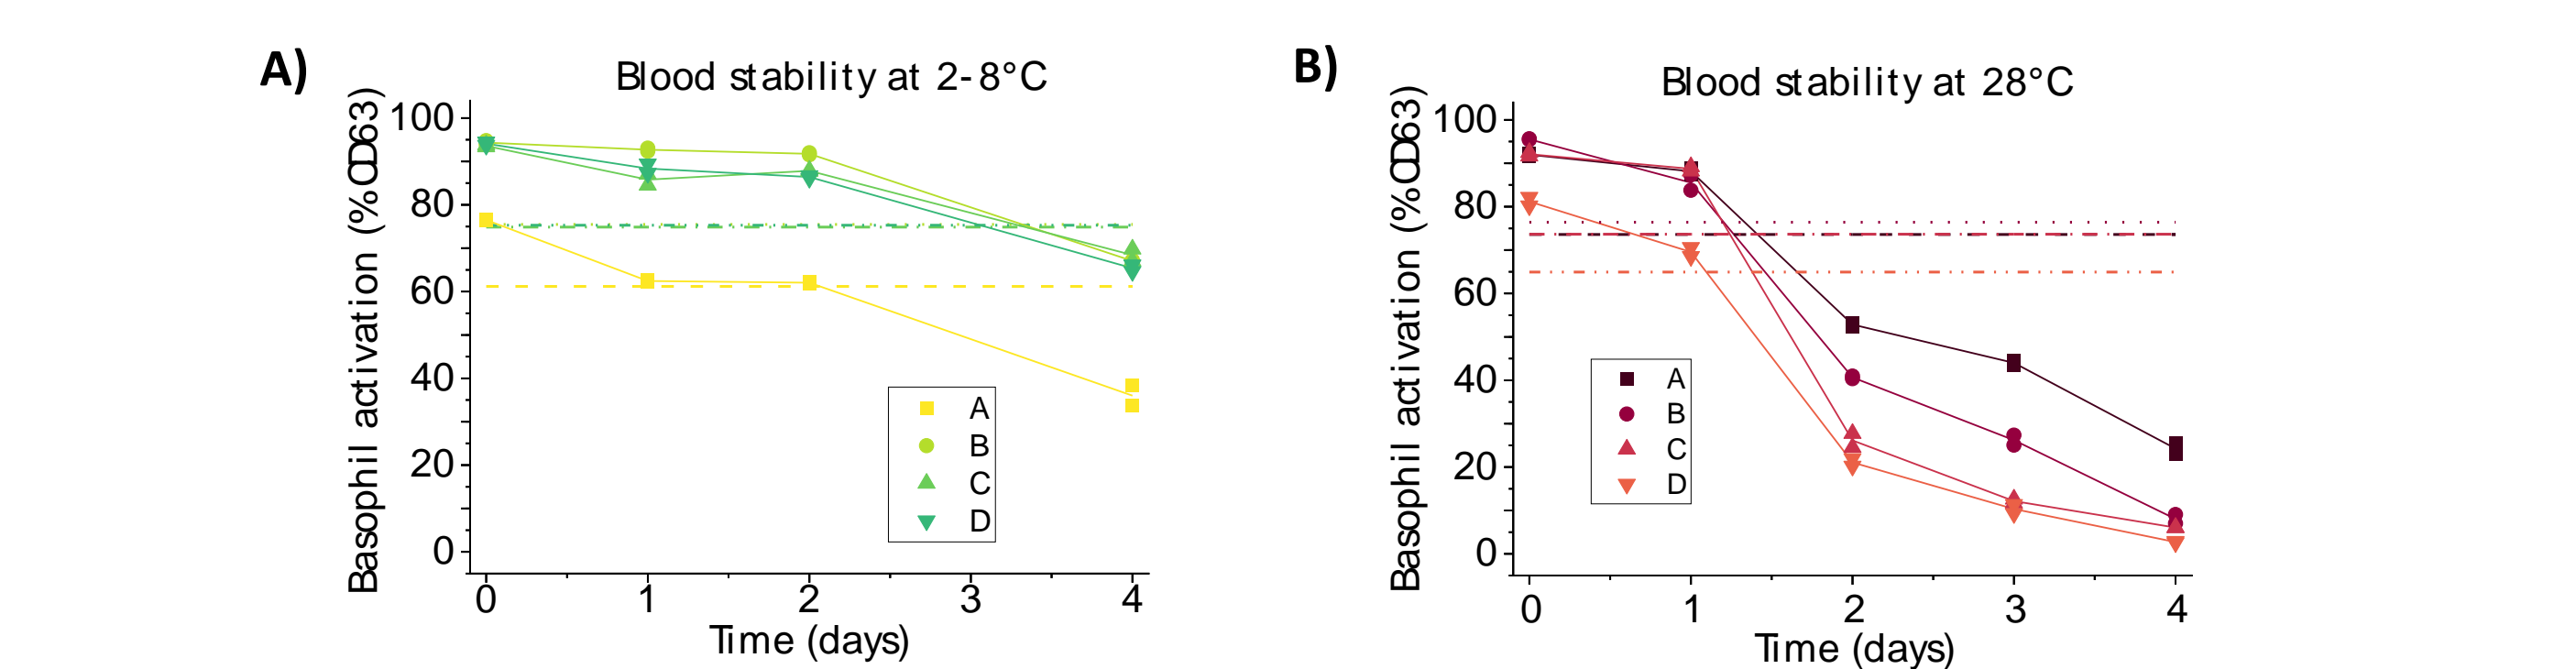 A)
Blood stability at 2-8°C
Basophil activation (%CD63)
100
80
60
40
20
0
A
B
C
D
0 1 2 3 4
Time (days)
B)
Blood stability at 28°C
Basophil activation (%CD63)
100
80
60
40
20
0
A
B
C
D
0 1 2 3 4
Time (days)